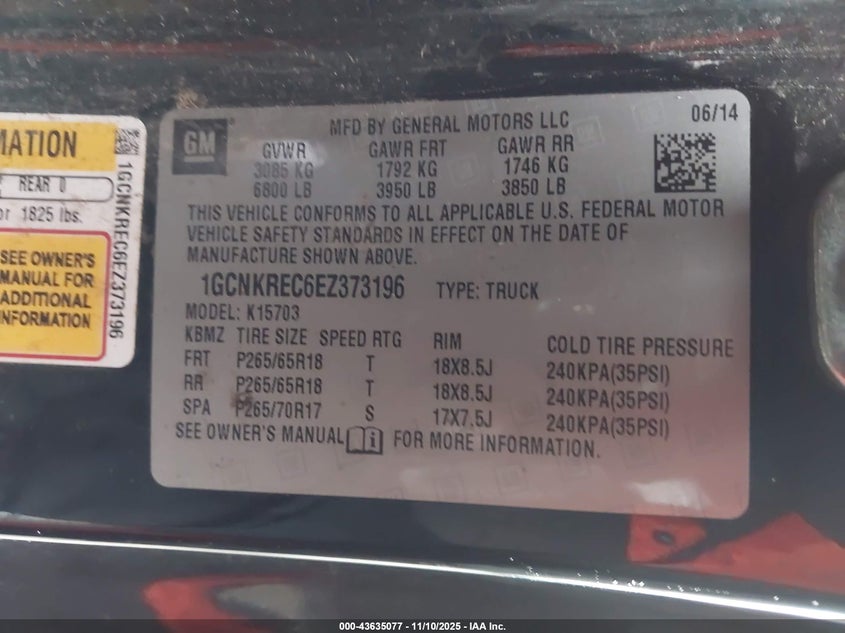 MATION
REAR 0
or 1825 lbs.
SEE OWNER'S
MANUAL FOR
ADDITIONAL
INFORMATION
1GCNKREC6EZ373196
GM
MFD BY GENERAL MOTORS LLC
06/14
GVWR GAWR FRT GAWR RR
3085 KG 1792 KG 1746 KG
6800 LB 3950 LB 3850 LB
THIS VEHICLE CONFORMS TO ALL APPLICABLE U.S. FEDERAL MOTOR
VEHICLE SAFETY STANDARDS IN EFFECT ON THE DATE OF
MANUFACTURE SHOWN ABOVE.
1GCNKREC6EZ373196 TYPE: TRUCK
MODEL: K15703
KBMZ TIRE SIZE SPEED RTG RIM COLD TIRE PRESSURE
FRT P265/65R18 T 18X8.5J 240KPA(35PSI)
RR P265/65R18 T 18X8.5J 240KPA(35PSI)
SPA P265/70R17 S 17X7.5J 240KPA(35PSI)
SEE OWNER'S MANUAL FOR MORE INFORMATION.
000-43635077 - 11/10/2025 - IAA Inc.